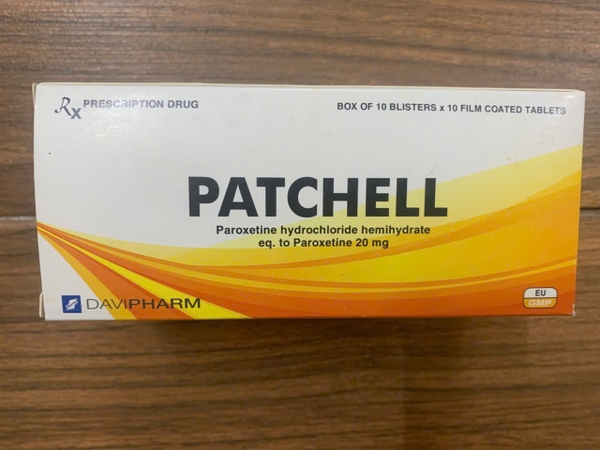 Rx PRESCRIPTION DRUG
BOX OF 10 BLISTERS x 10 FILM COATED TABLETS
PATCHELL
Paroxetine hydrochloride hemihydrate
eq. to Paroxetine 20 mg
DAVIPHARM
EU
GMP